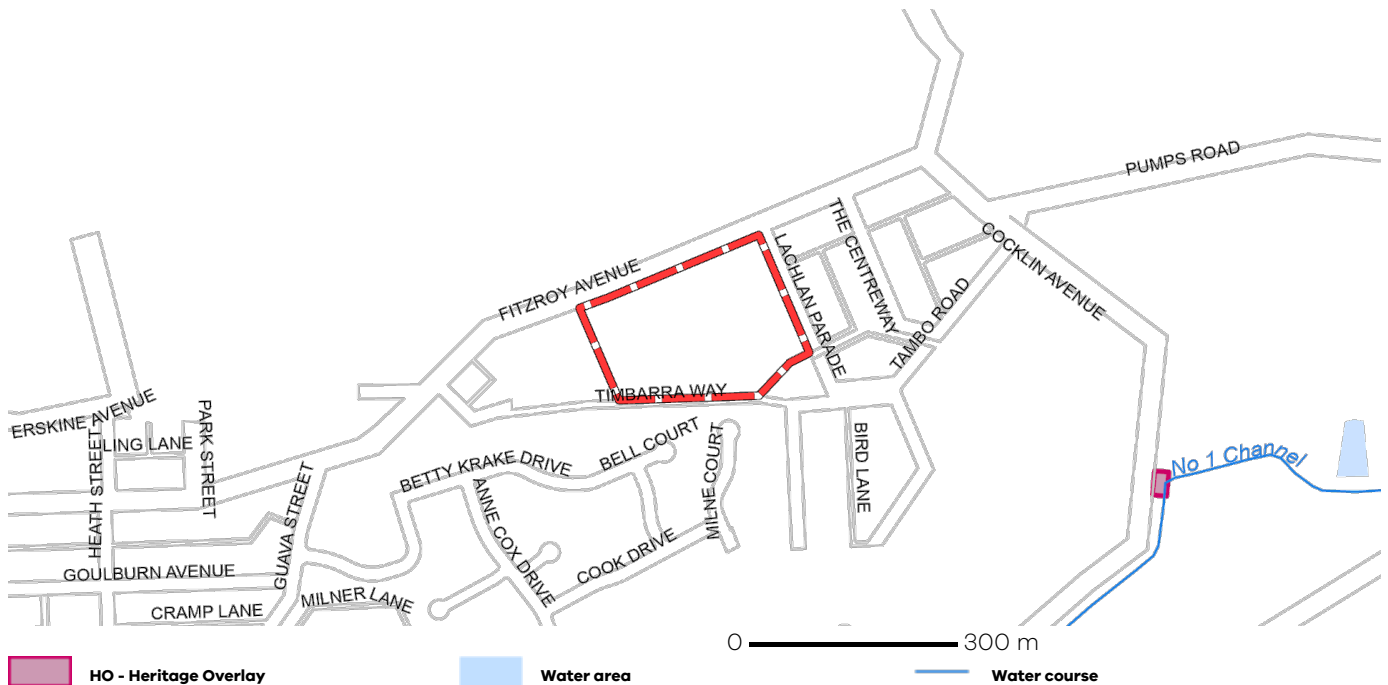 PUMPS ROAD
THE CENTREWAY
COCKLIN AVENUE
LACHLAN PARADE
FITZROY AVENUE
TAMBO ROAD
TIMBARRA WAY
ERSKINE AVENUE
PARK STREET
LING LANE
HEATH STREET
BELL COURT
MILNE COURT
BIRD LANE
No 1 Channel
BETTY KRAKE DRIVE
GUAVA STREET
ANNE COX DRIVE
COOK DRIVE
GOULBURN AVENUE
MILNER LANE
CRAMP LANE
0 300 m
HO - Heritage Overlay
Water area
Water course